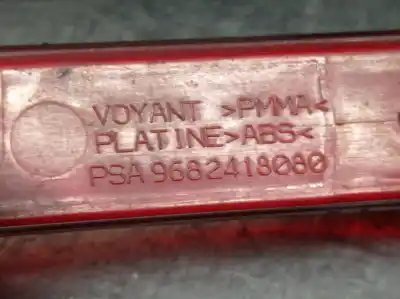 VOYANT >PMMA<
PLATINE>ABS<
PSA 9682418080